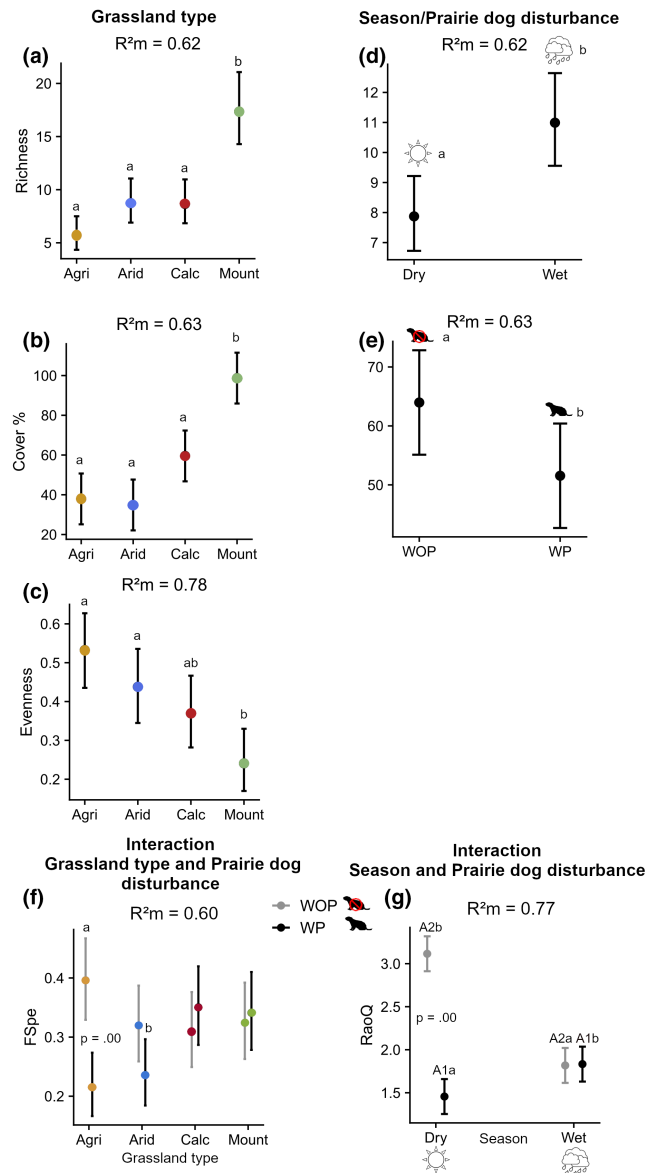 Grassland type
Season/Prairie dog disturbance
(a)
R²m = 0.62
b
20
15
10
5
Richness
a
a
a
Agri
Arid
Calc
Mount
(d)
R²m = 0.62
b
a
12
11
10
9
8
7
Dry
Wet
(b)
R²m = 0.63
b
100
80
60
40
20
Cover %
a
a
a
Agri
Arid
Calc
Mount
(e)
R²m = 0.63
a
b
70
60
50
WOP
WP
(c)
R²m = 0.78
a
a
ab
b
0.6
0.5
0.4
0.3
0.2
Evenness
Agri
Arid
Calc
Mount
Interaction
Grassland type and Prairie dog
disturbance
(f)
R²m = 0.60
WOP
WP
a
b
p = .00
0.4
0.3
0.2
FSpe
Agri
Arid
Calc
Mount
Grassland type
Interaction
Season and Prairie dog disturbance
(g)
R²m = 0.77
A2b
p = .00
A1a
A2a
A1b
3.0
2.5
2.0
1.5
RaoQ
Dry
Season
Wet